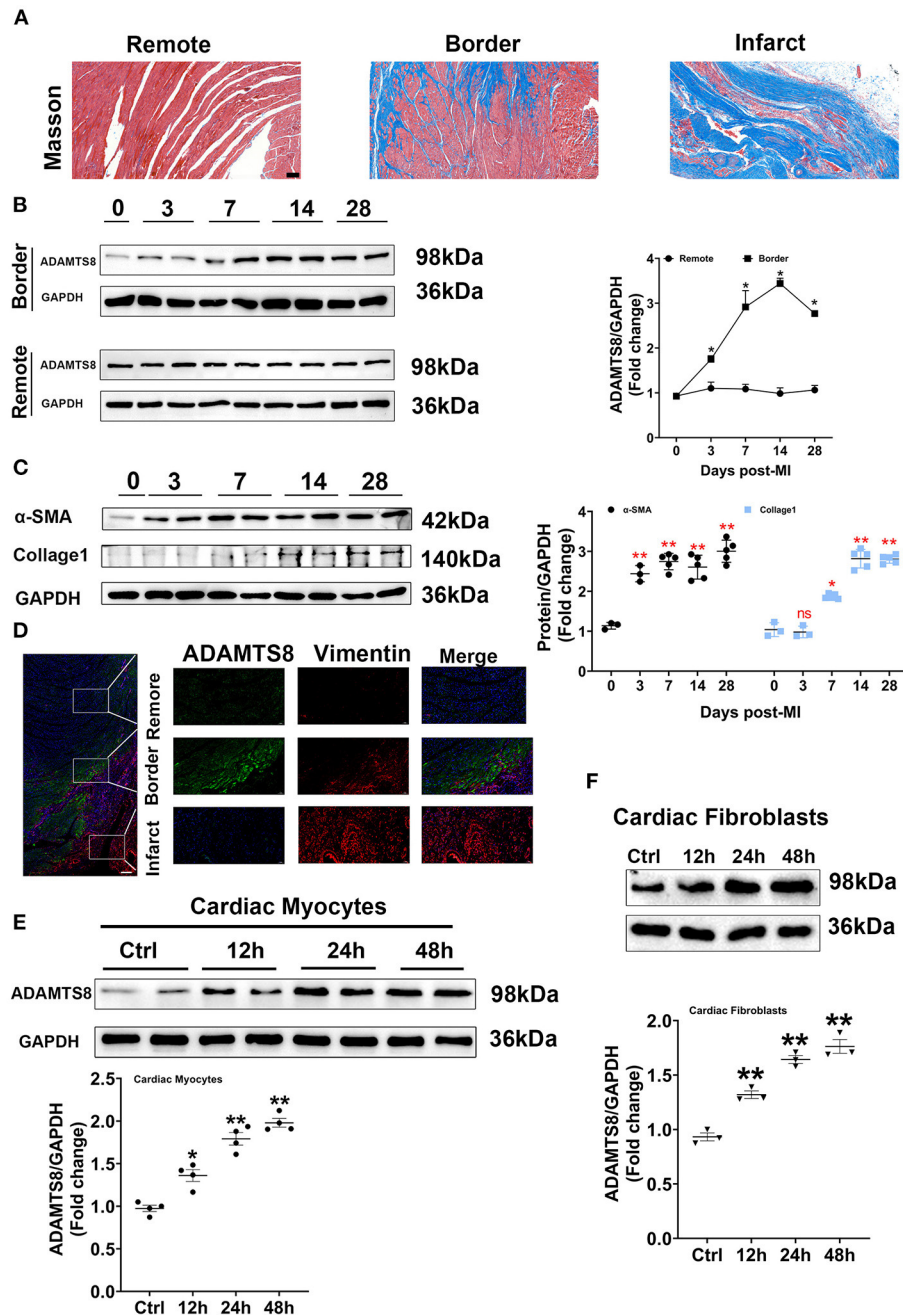 A
Remote Border Infarct
Masson
B
0 3 7 14 28
Border
ADAMTS8 98kDa
GAPDH 36kDa
Remote
ADAMTS8 98kDa
GAPDH 36kDa
Remote Border
ADAMTS8/GAPDH
(Fold change)
4
3
2
1
0
* * * *
0 3 7 14 28
Days post-MI
C
0 3 7 14 28
α-SMA 42kDa
Collage1 140kDa
GAPDH 36kDa
α-SMA Collage1
Protein/GAPDH
(Fold change)
4
3
2
1
0
** ** ** ** ns * ** **
0 3 7 14 28 0 3 7 14 28
Days post-MI
D
ADAMTS8 Vimentin Merge
Remore
Border
Infarct
E
Cardiac Myocytes
Ctrl 12h 24h 48h
ADAMTS8 98kDa
GAPDH 36kDa
Cardiac Myocytes
ADAMTS8/GAPDH
(Fold change)
2.5
2.0
1.5
1.0
0.5
0.0
* ** **
Ctrl 12h 24h 48h
F
Cardiac Fibroblasts
Ctrl 12h 24h 48h
98kDa
36kDa
Cardiac Fibroblasts
ADAMTS8/GAPDH
(Fold change)
2.0
1.5
1.0
0.5
0.0
** ** **
Ctrl 12h 24h 48h